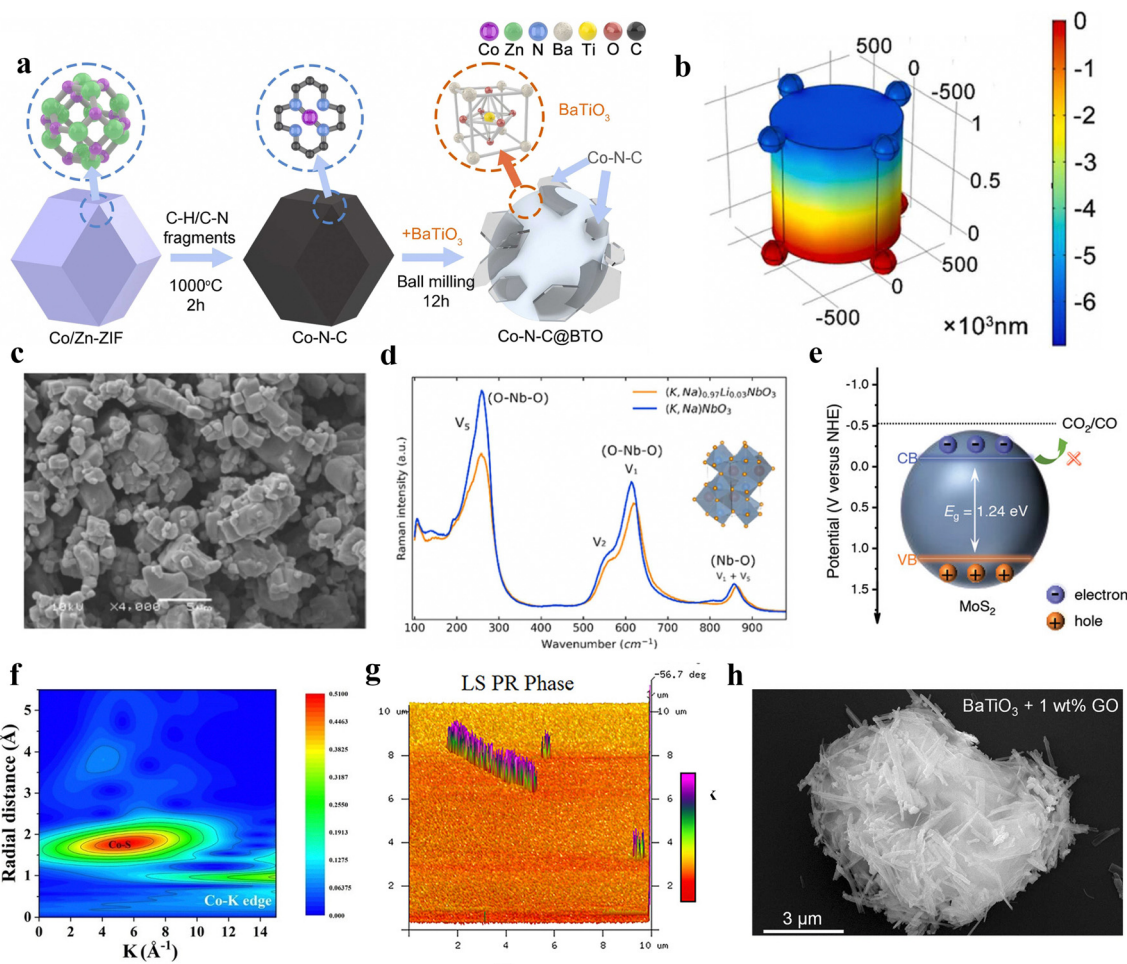 a
Co Zn N Ba Ti O C
BaTiO₃
Co-N-C
C-H/C-N
fragments
1000°C
2h
+BaTiO₃
Ball milling
12h
Co/Zn-ZIF
Co-N-C
Co-N-C@BTO
b
500
0
-500
1
0.5
0
500
0
-500
×10³nm
0
-1
-2
-3
-4
-5
-6
c
10kU X4,000 5μm
d
(O-Nb-O)
Vₛ
(K, Na)₀.₉₇Li₀.₀₃NbO₃
(K, Na)NbO₃
(O-Nb-O)
V₁
V₂
(Nb-O)
V₁ + Vₛ
Raman intensity (a.u.)
100 200 300 400 500 600 700 800 900
Wavenumber (cm⁻¹)
e
Potential (V versus NHE)
-1.0
-0.5
0.0
0.5
1.0
1.5
CO₂/CO
CB
E_g = 1.24 eV
VB
MoS₂
electron
hole
f
Radial distance (Å)
5
4
3
2
1
0
Co-S
Co-K edge
0 2 4 6 8 10 12 14
K (Å⁻¹)
0.5100
0.4463
0.3825
0.3187
0.2550
0.1913
0.1275
0.06375
0.000
g
LS PR Phase
-56.7 deg
um
10 um
8
6
4
2
10 um
8
6
4
2
2 4 6 8 10 um
h
BaTiO₃ + 1 wt% GO
3 μm